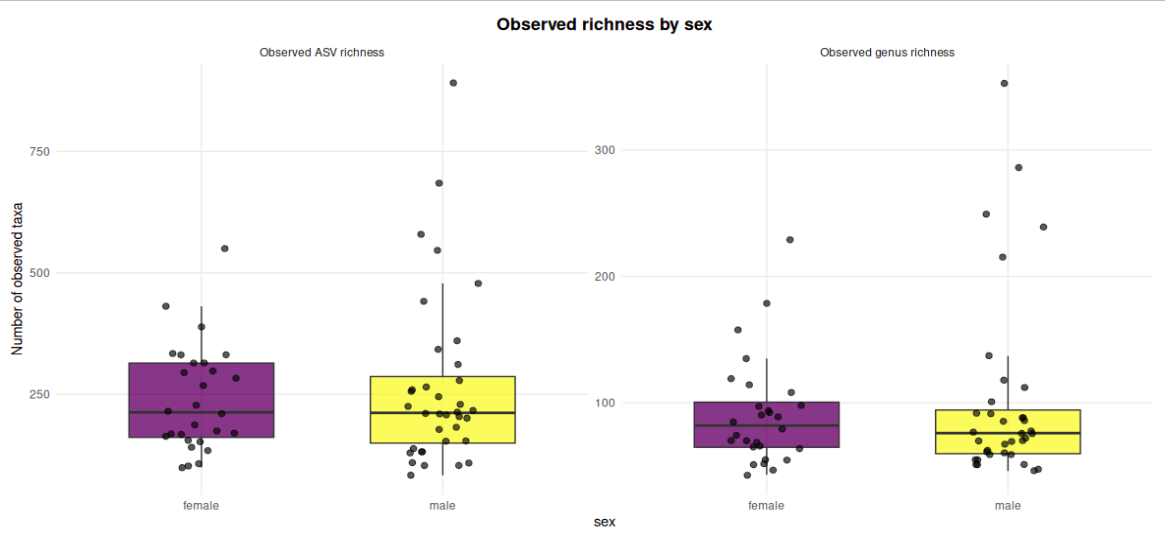 Observed richness by sex
Observed ASV richness
Observed genus richness
Number of observed taxa
750
500
250
300
200
100
female
male
female
male
sex